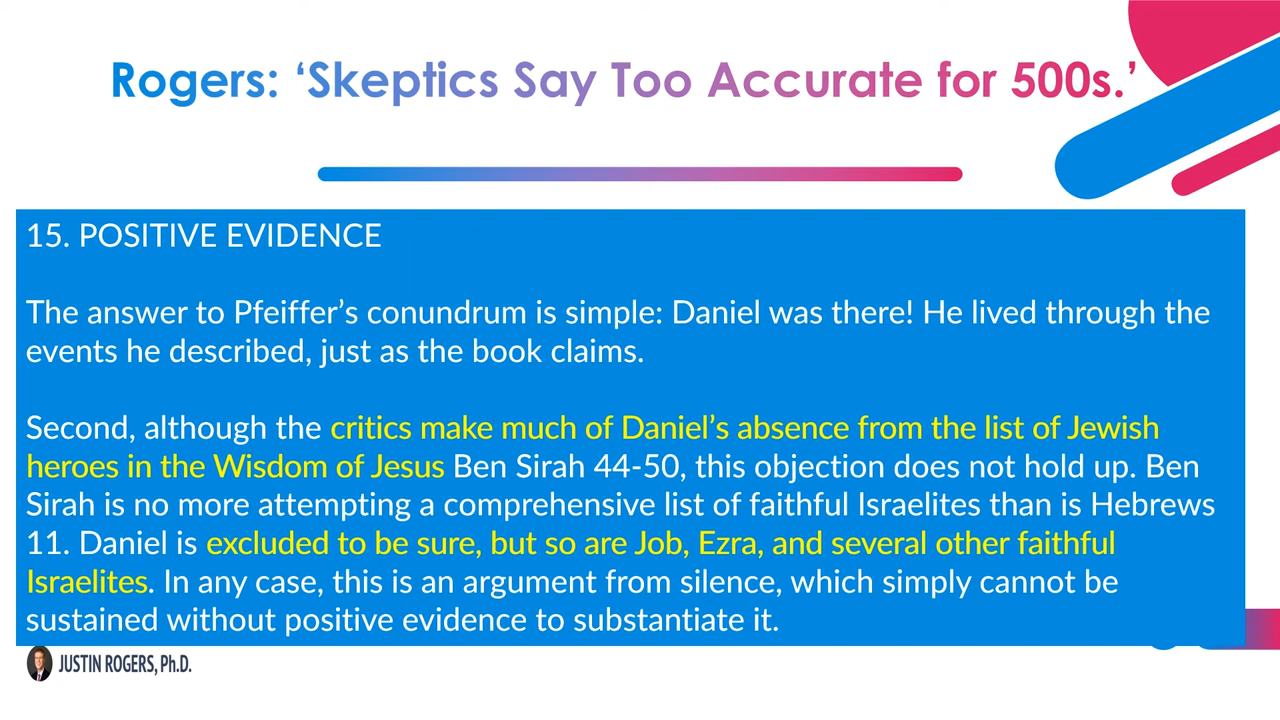 Rogers: ‘Skeptics Say Too Accurate for 500s.’
15. POSITIVE EVIDENCE
The answer to Pfeiffer’s conundrum is simple: Daniel was there! He lived through the
events he described, just as the book claims.
Second, although the critics make much of Daniel’s absence from the list of Jewish
heroes in the Wisdom of Jesus Ben Sirah 44-50, this objection does not hold up. Ben
Sirah is no more attempting a comprehensive list of faithful Israelites than is Hebrews
11. Daniel is excluded to be sure, but so are Job, Ezra, and several other faithful
Israelites. In any case, this is an argument from silence, which simply cannot be
sustained without positive evidence to substantiate it.
JUSTIN ROGERS, Ph.D.